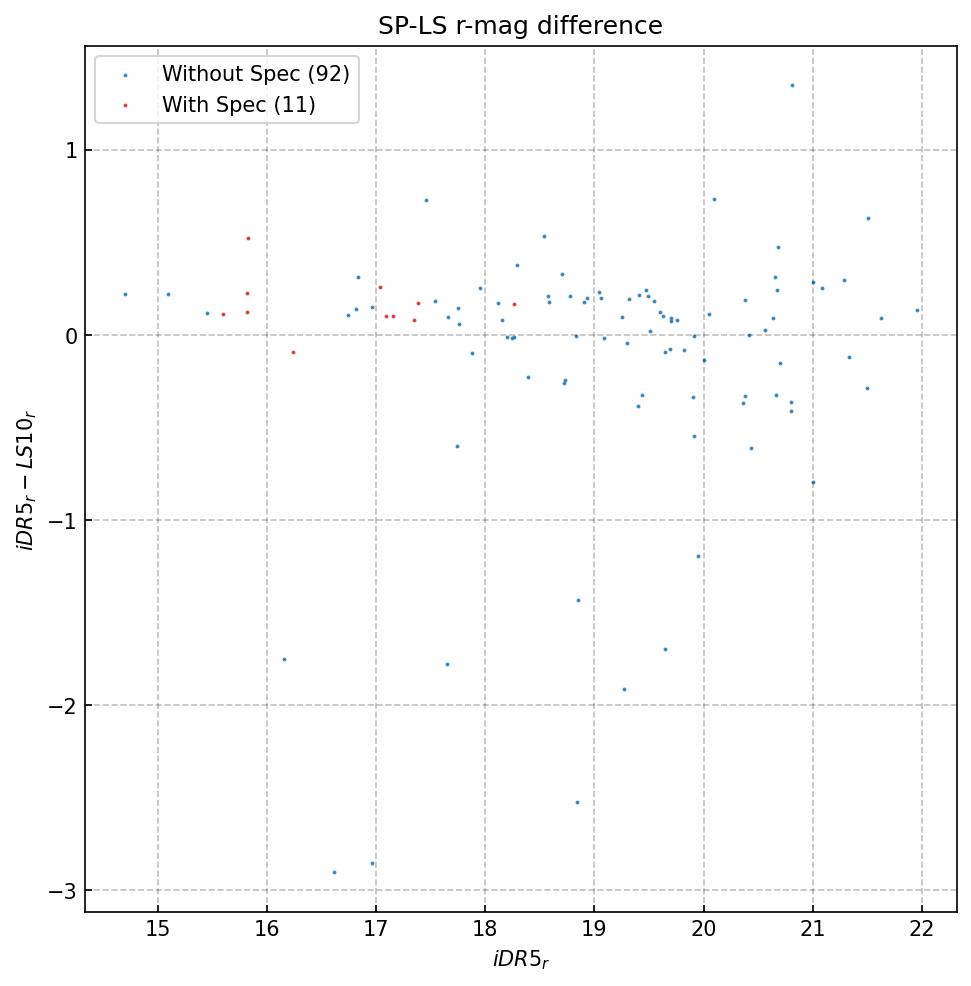 SP-LS r-mag difference
Without Spec (92)
With Spec (11)
1
0
−1
−2
−3
iDR5r − LS10r
15 16 17 18 19 20 21 22
iDR5r